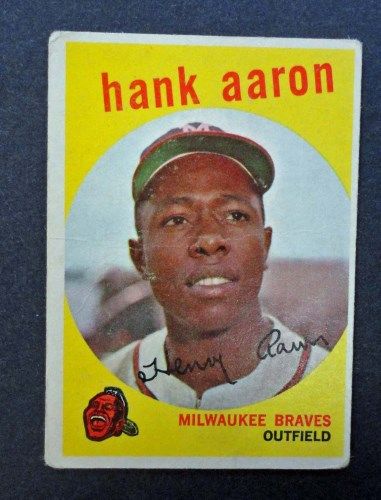 hank aaron
M
Henry Aaron
MILWAUKEE BRAVES
OUTFIELD